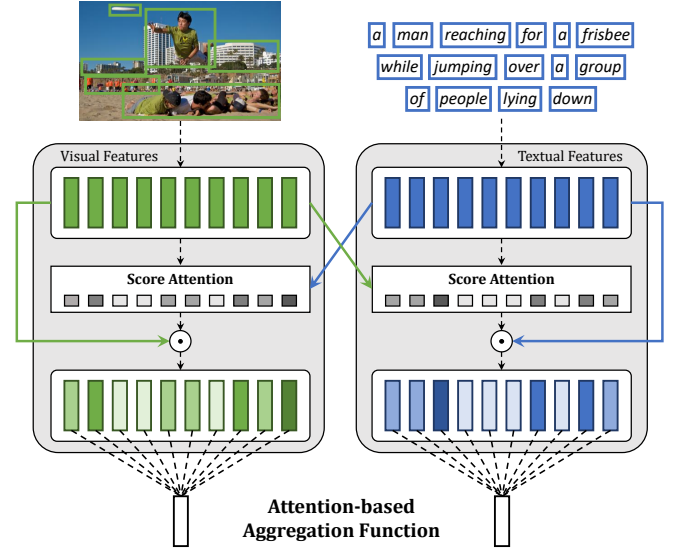 a man reaching for a frisbee
while jumping over a group
of people lying down
Visual Features
Textual Features
Score Attention
Score Attention
Attention-based
Aggregation Function